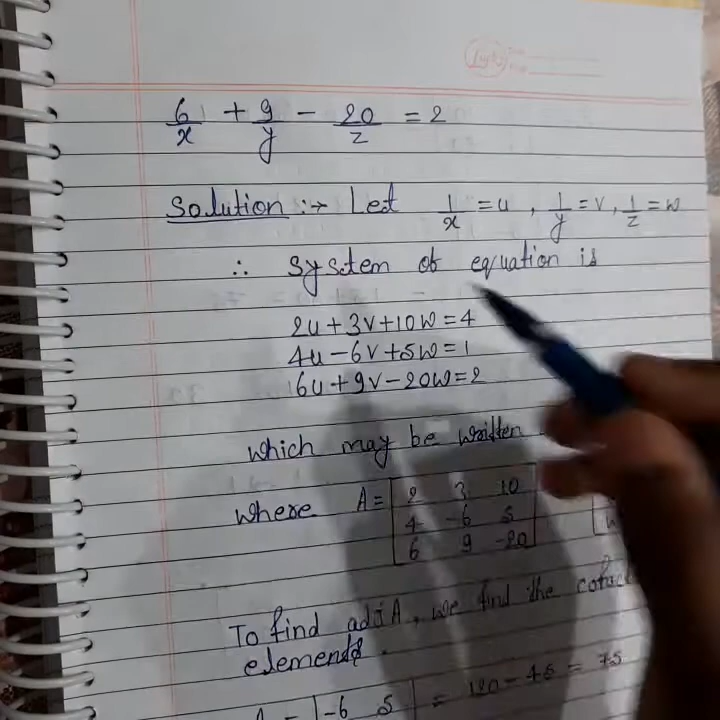 6/x + 9/y - 20/z = 2
Solution :→ Let 1/x = u, 1/y = v, 1/z = w
∴ system of equation is
2u+3v+10w=4
4u-6v+5w=1
6u+9v-20w=2
which may be written
where A = [2 3 10
4 -6 5
6 9 -20]
To find adj A, we find the
elements.
|-6 5| = 120-45 = 75